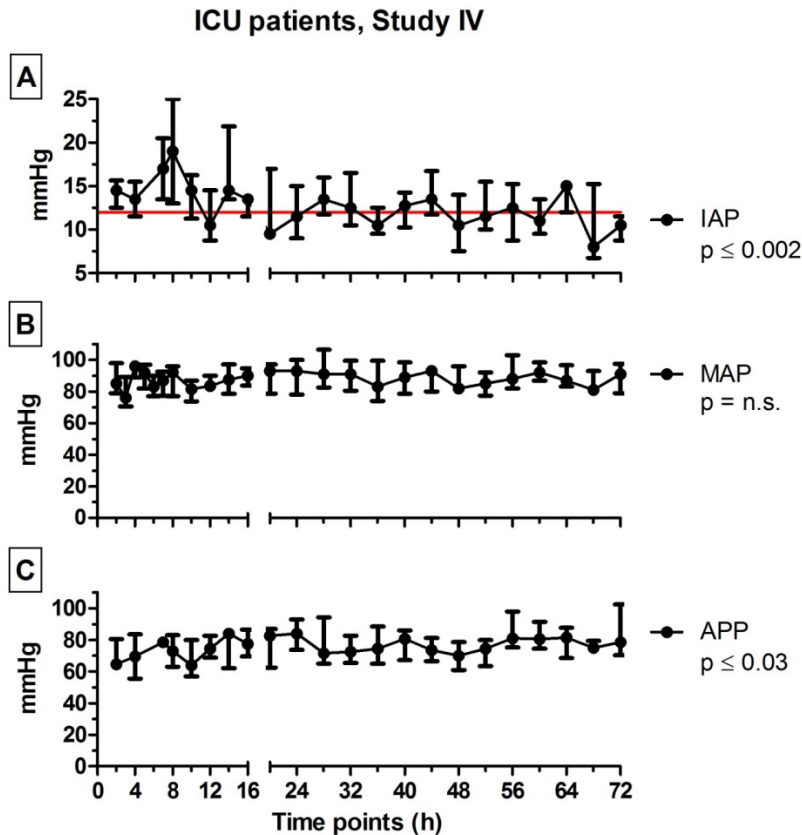 ICU patients, Study IV
A
25
20
15
10
5
mmHg
IAP
p ≤ 0.002
B
100
80
60
40
20
0
mmHg
MAP
p = n.s.
C
100
80
60
40
20
0
mmHg
APP
p ≤ 0.03
0 4 8 12 16 24 32 40 48 56 64 72
Time points (h)